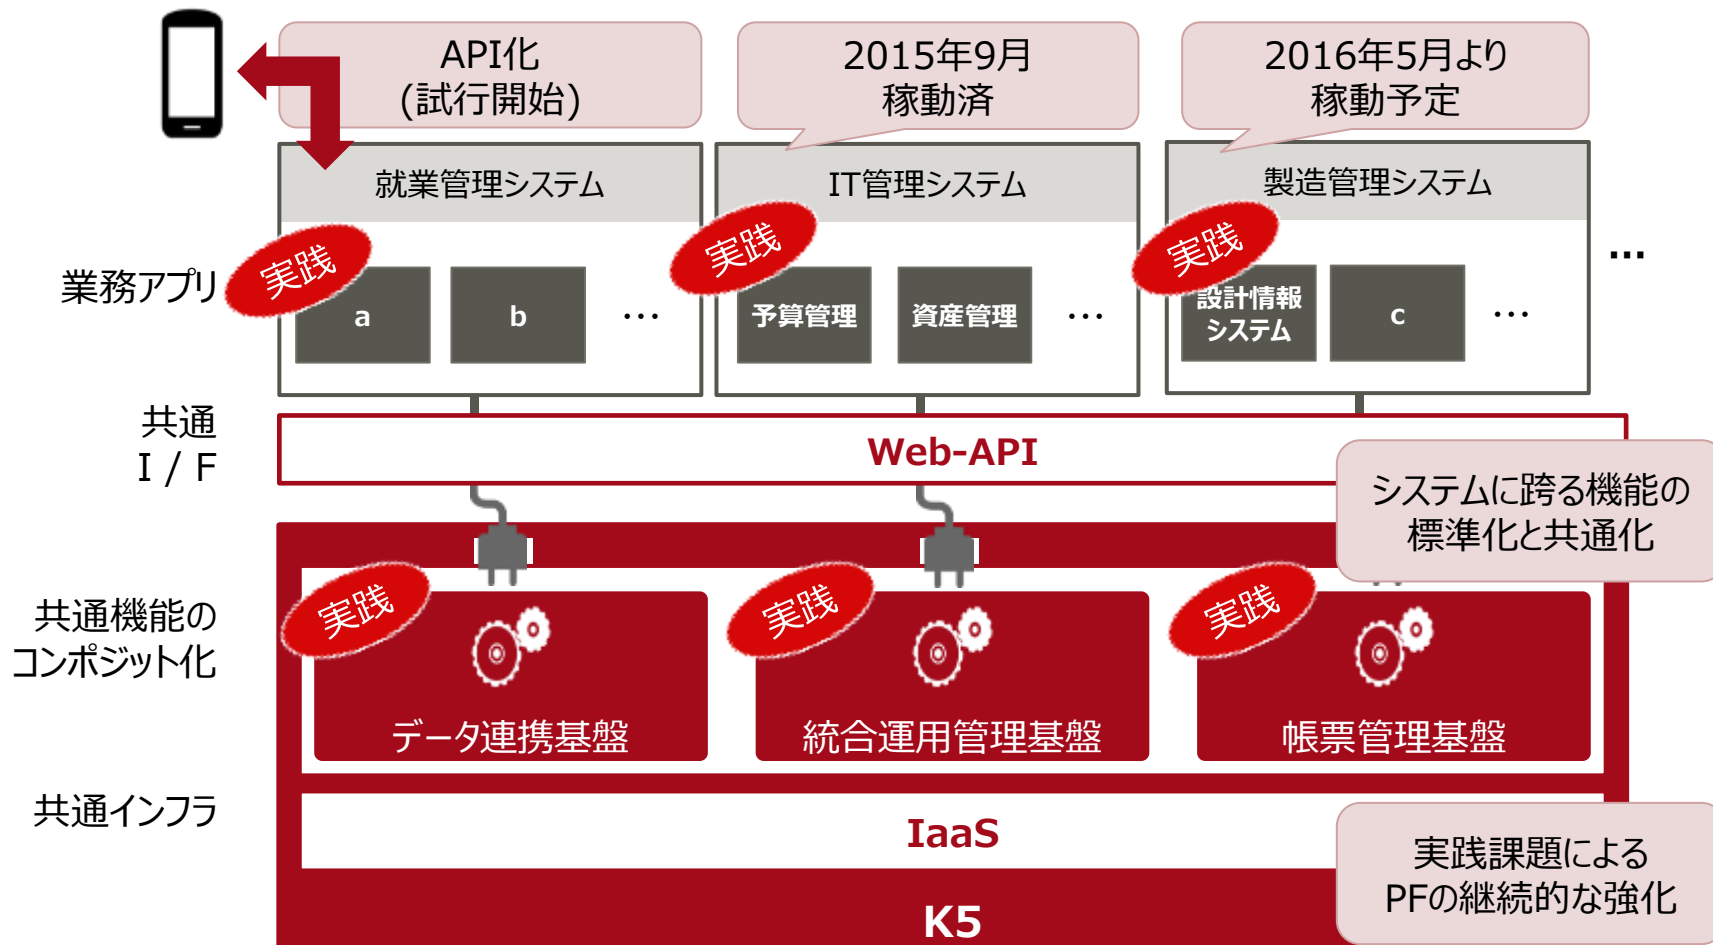 API化
(試行開始)
2015年9月
稼動済
2016年5月より
稼動予定
就業管理システム
IT管理システム
製造管理システム
業務アプリ
実践
a
b
…
実践
予算管理
資産管理
…
実践
設計情報
システム
c
…
…
共通
I / F
Web-API
システムに跨る機能の
標準化と共通化
共通機能の
コンポジット化
実践
データ連携基盤
実践
統合運用管理基盤
実践
帳票管理基盤
共通インフラ
IaaS
実践課題による
PFの継続的な強化
K5